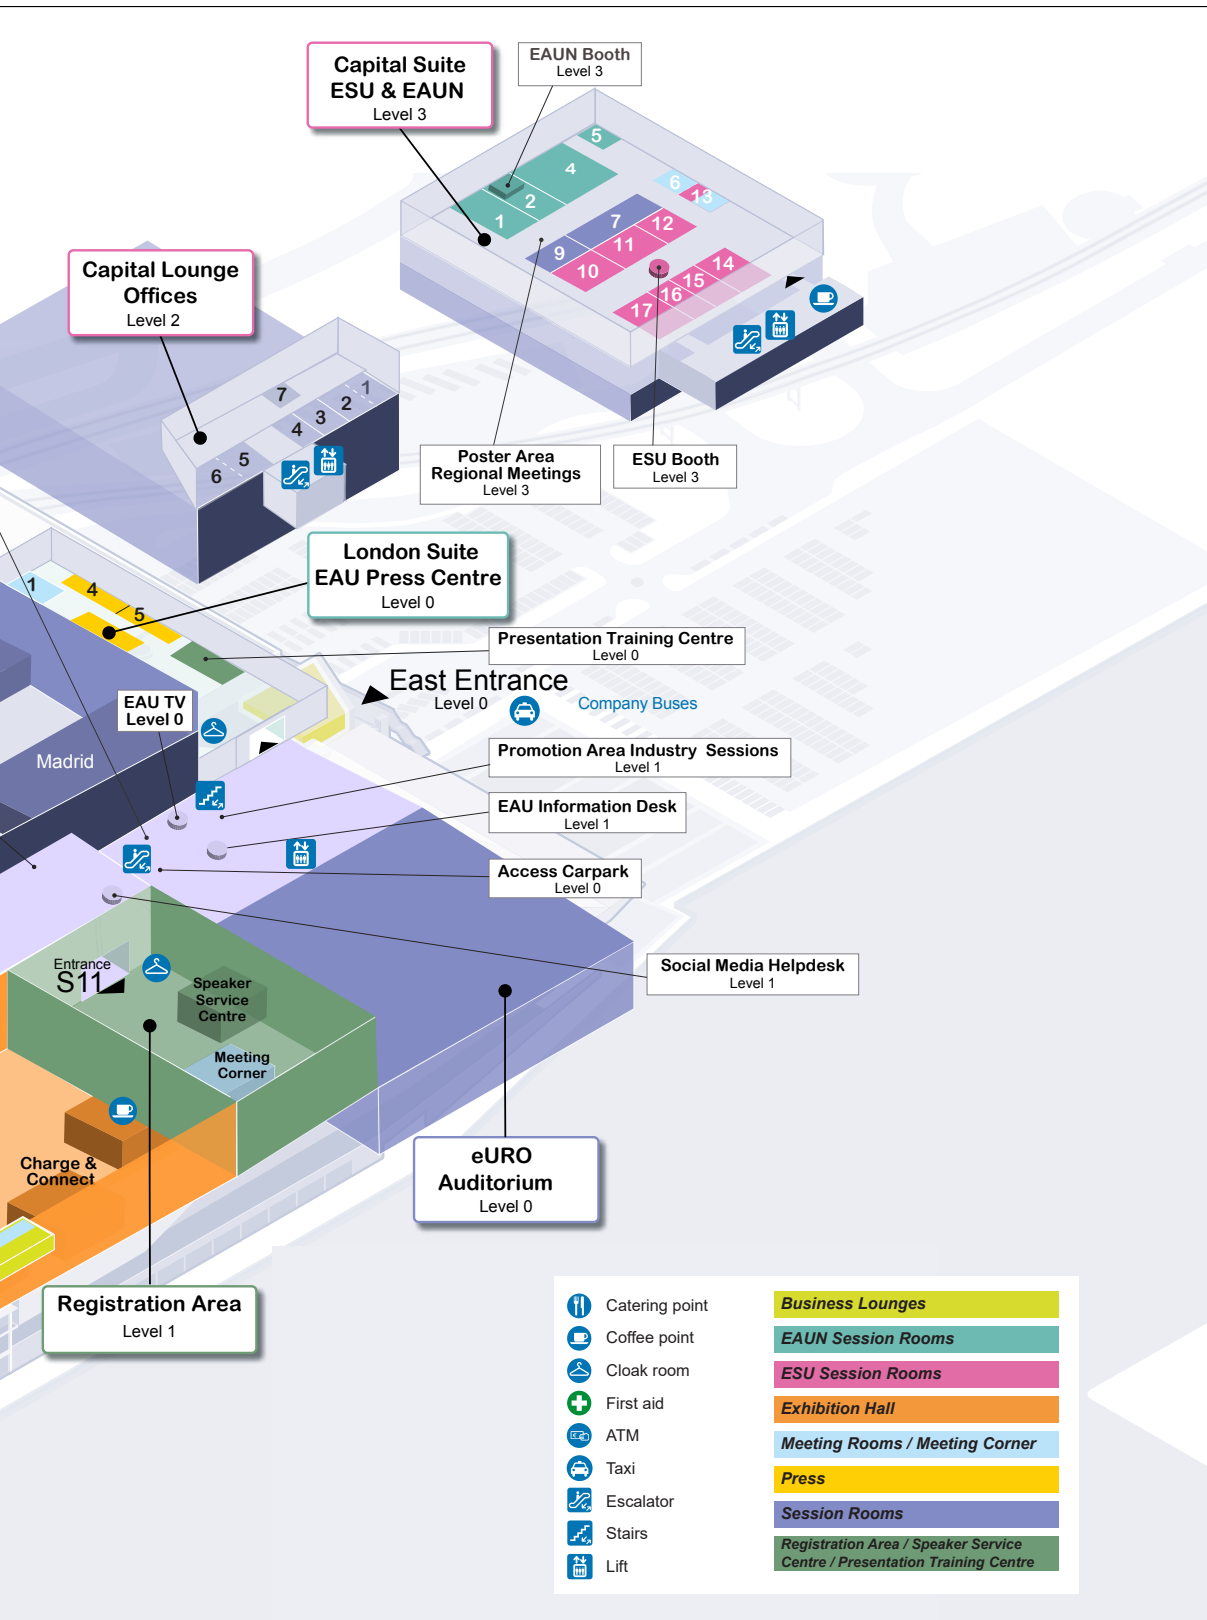 Capital Suite
ESU & EAUN
Level 3
EAUN Booth
Level 3
5
4
2
1
6
13
7
12
9
11
10
14
15
16
17
Capital Lounge
Offices
Level 2
7
1
2
3
4
5
6
Poster Area
Regional Meetings
Level 3
ESU Booth
Level 3
London Suite
EAU Press Centre
Level 0
1
4
5
Presentation Training Centre
Level 0
East Entrance
Level 0
Company Buses
EAU TV
Level 0
Madrid
Promotion Area Industry Sessions
Level 1
EAU Information Desk
Level 1
Access Carpark
Level 0
Social Media Helpdesk
Level 1
Entrance
S11
Speaker
Service
Centre
Meeting
Corner
Charge &
Connect
eURO
Auditorium
Level 0
Registration Area
Level 1
Catering point
Coffee point
Cloak room
First aid
ATM
Taxi
Escalator
Stairs
Lift
Business Lounges
EAUN Session Rooms
ESU Session Rooms
Exhibition Hall
Meeting Rooms / Meeting Corner
Press
Session Rooms
Registration Area / Speaker Service
Centre / Presentation Training Centre